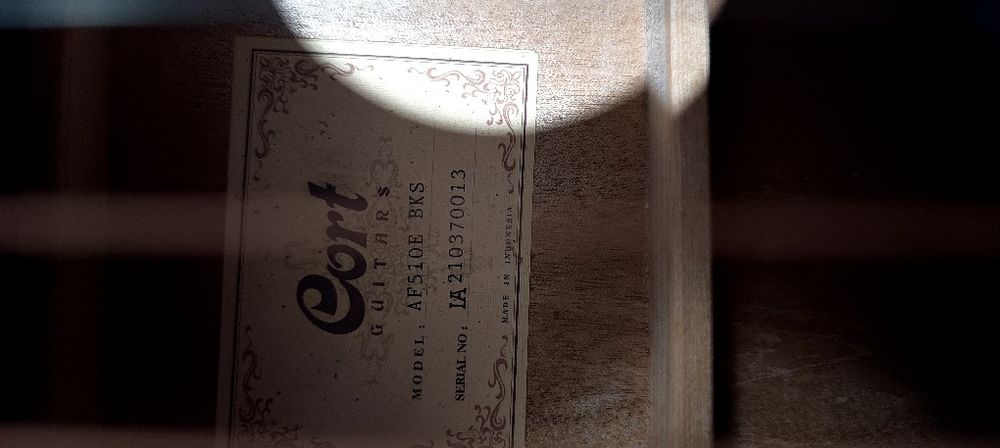 Cort
GUITARS
MODEL: AF510E BKS
SERIAL NO: IA210370013
MADE IN INDONESIA